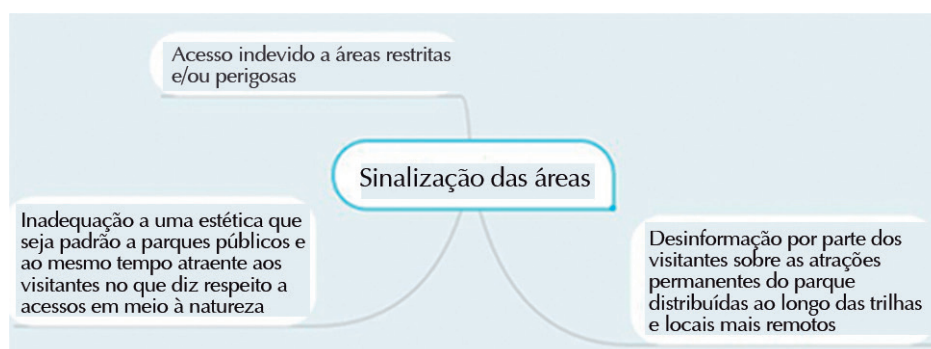 Acesso indevido a áreas restritas
e/ou perigosas
Sinalização das áreas
Inadequação a uma estética que
seja padrão a parques públicos e
ao mesmo tempo atraente aos
visitantes no que diz respeito a
acessos em meio à natureza
Desinformação por parte dos
visitantes sobre as atrações
permanentes do parque
distribuídas ao longo das trilhas
e locais mais remotos